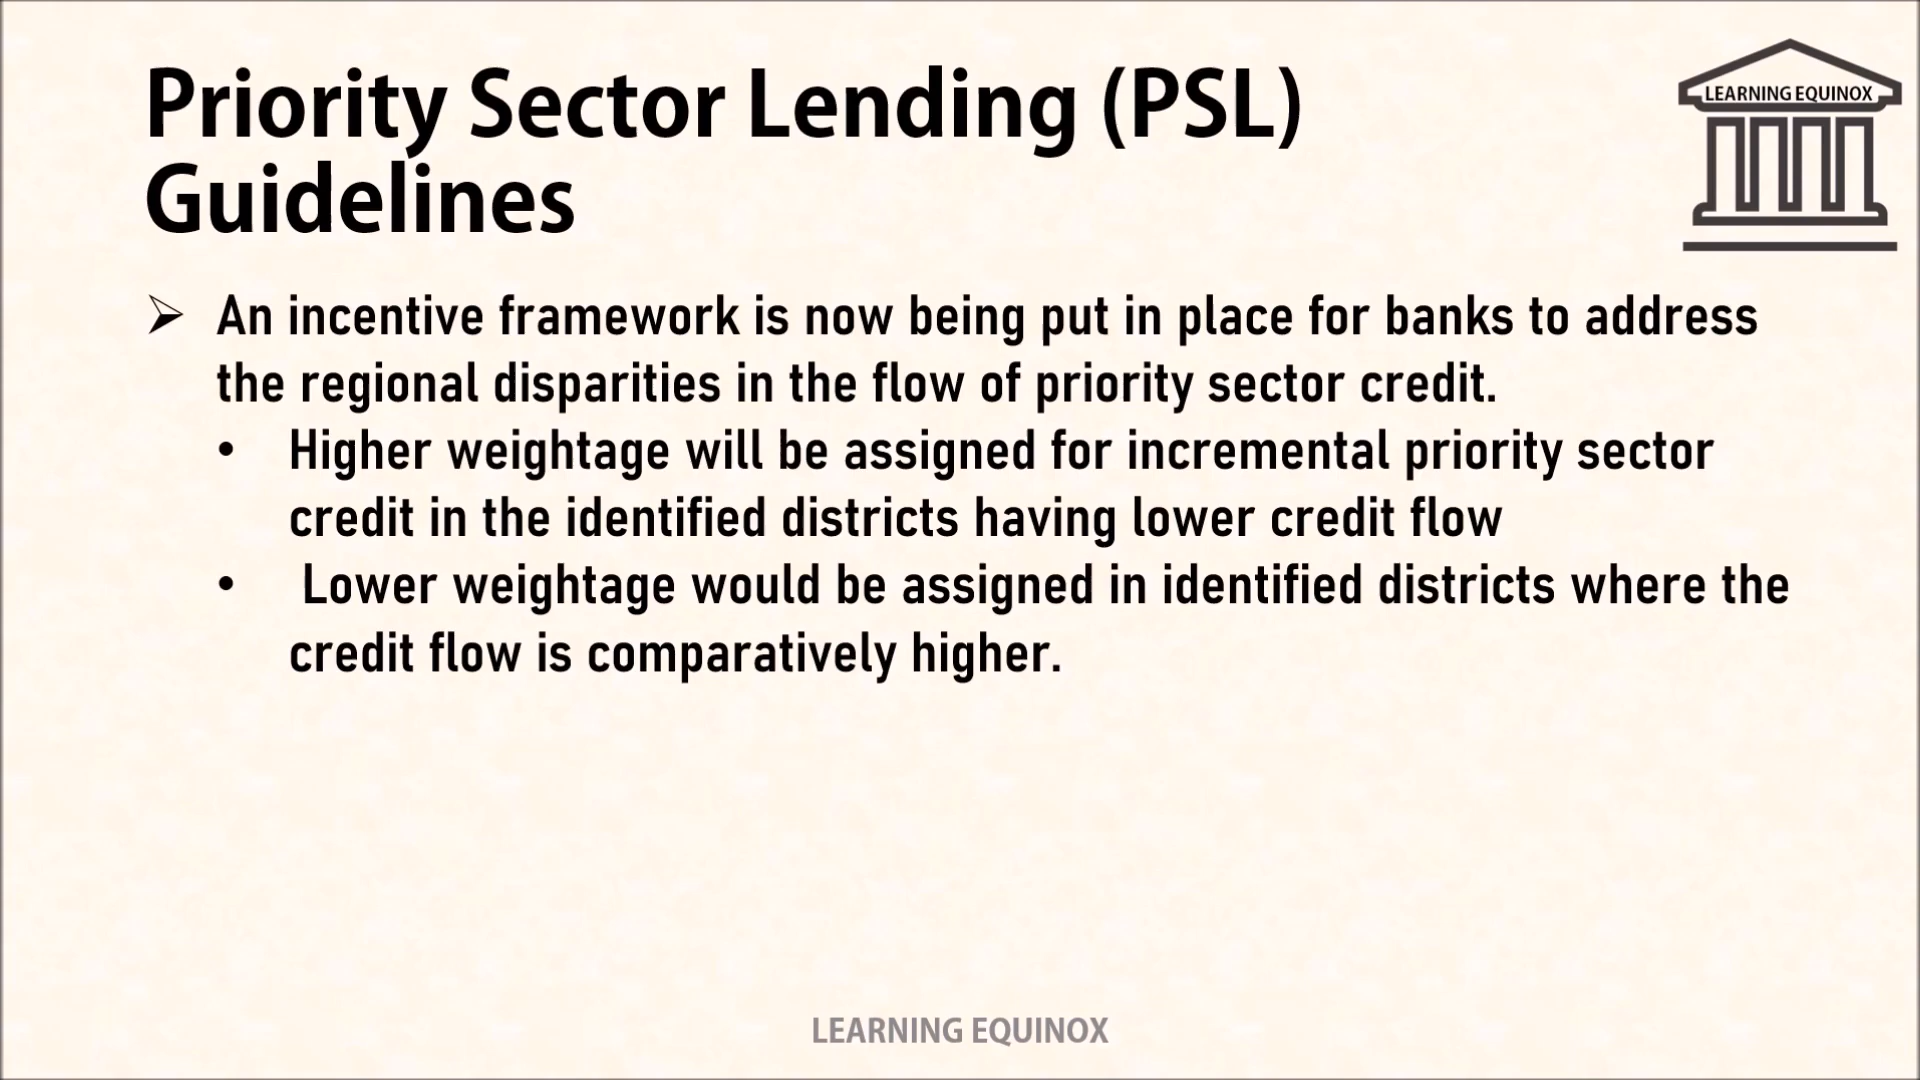 Priority Sector Lending (PSL)
Guidelines
LEARNING EQUINOX
➢ An incentive framework is now being put in place for banks to address
the regional disparities in the flow of priority sector credit.
• Higher weightage will be assigned for incremental priority sector
credit in the identified districts having lower credit flow
• Lower weightage would be assigned in identified districts where the
credit flow is comparatively higher.
LEARNING EQUINOX